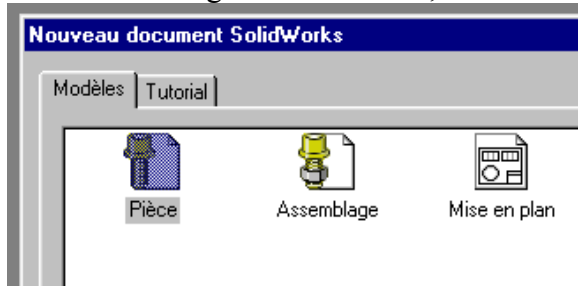 Nouveau document SolidWorks
Modèles Tutorial
Pièce Assemblage Mise en plan